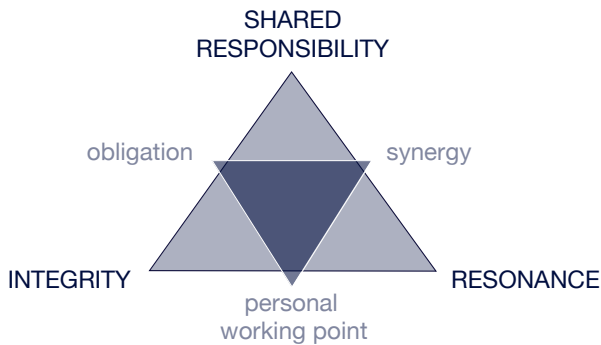 SHARED
RESPONSIBILITY
obligation
synergy
INTEGRITY
RESONANCE
personal
working point